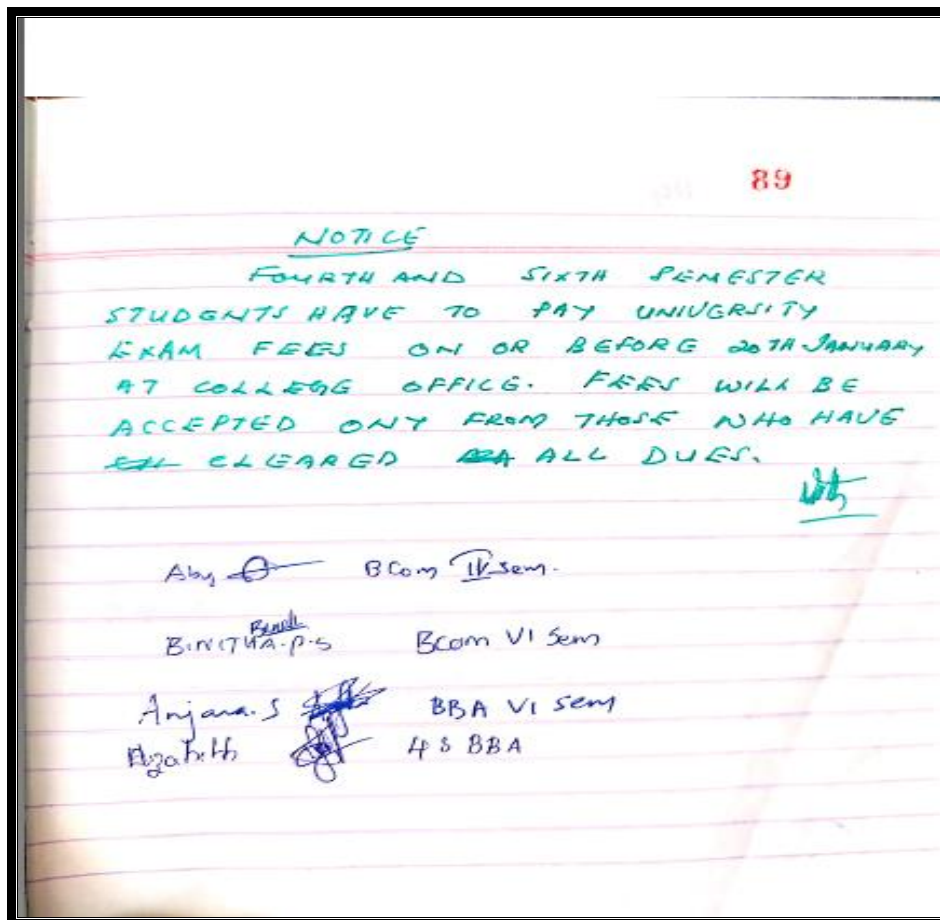 89
NOTICE
FOURTH AND SIXTH SEMESTER
STUDENTS HAVE TO PAY UNIVERSITY
EXAM FEES ON OR BEFORE 20TH JANUARY
AT COLLEGE OFFICE. FEES WILL BE
ACCEPTED ONY FROM THOSE WHO HAVE
CLEARED ALL DUES.
Aby BCom IV Sem.
BINITHA.P.S Bcom VI Sem
Anjana.S BBA VI Sem
Elizabeth 4 S BBA